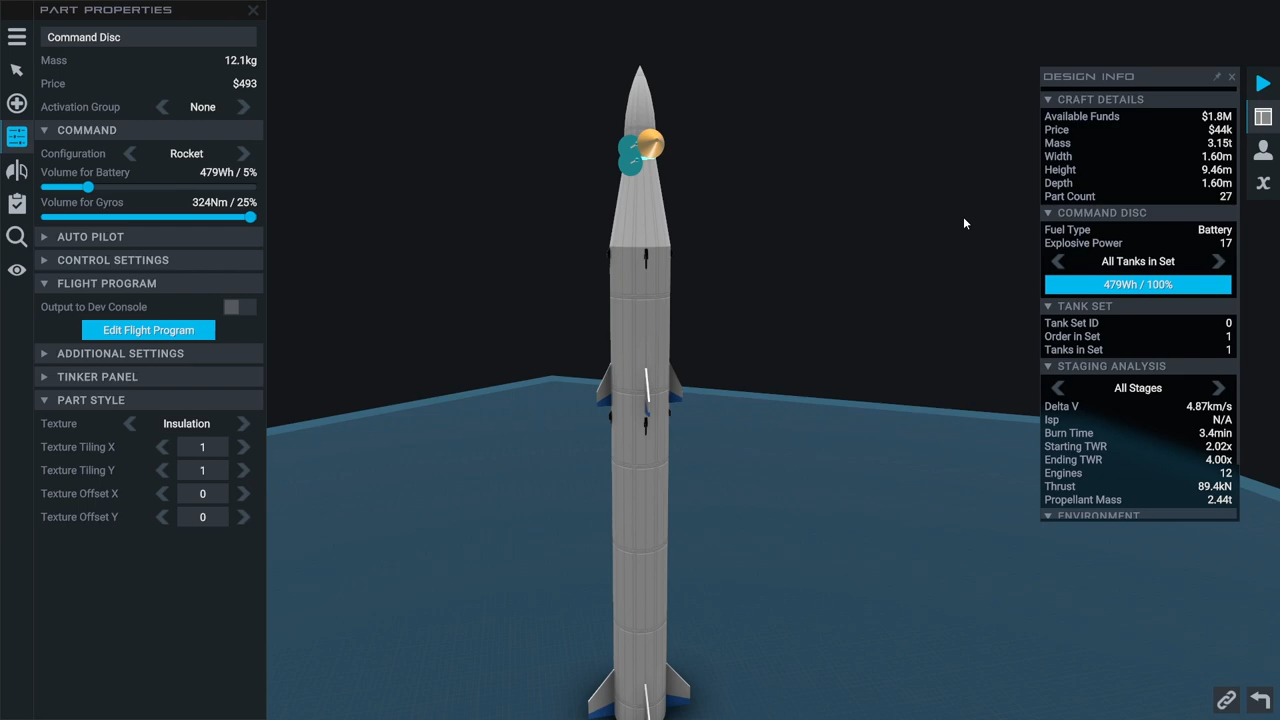 PART PROPERTIES
Command Disc
Mass 12.1kg
Price $493
Activation Group None
COMMAND
Configuration Rocket
Volume for Battery 479Wh / 5%
Volume for Gyros 324Nm / 25%
AUTO PILOT
CONTROL SETTINGS
FLIGHT PROGRAM
Output to Dev Console
Edit Flight Program
ADDITIONAL SETTINGS
TINKER PANEL
PART STYLE
Texture Insulation
Texture Tiling X 1
Texture Tiling Y 1
Texture Offset X 0
Texture Offset Y 0
DESIGN INFO
CRAFT DETAILS
Available Funds $1.8M
Price $44k
Mass 3.15t
Width 1.60m
Height 9.46m
Depth 1.60m
Part Count 27
COMMAND DISC
Fuel Type Battery
Explosive Power 17
All Tanks in Set
479Wh / 100%
TANK SET
Tank Set ID 0
Order in Set 1
Tanks in Set 1
STAGING ANALYSIS
All Stages
Delta V 4.87km/s
Isp N/A
Burn Time 3.4min
Starting TWR 2.02x
Ending TWR 4.00x
Engines 12
Thrust 89.4kN
Propellant Mass 2.44t
ENVIRONMENT